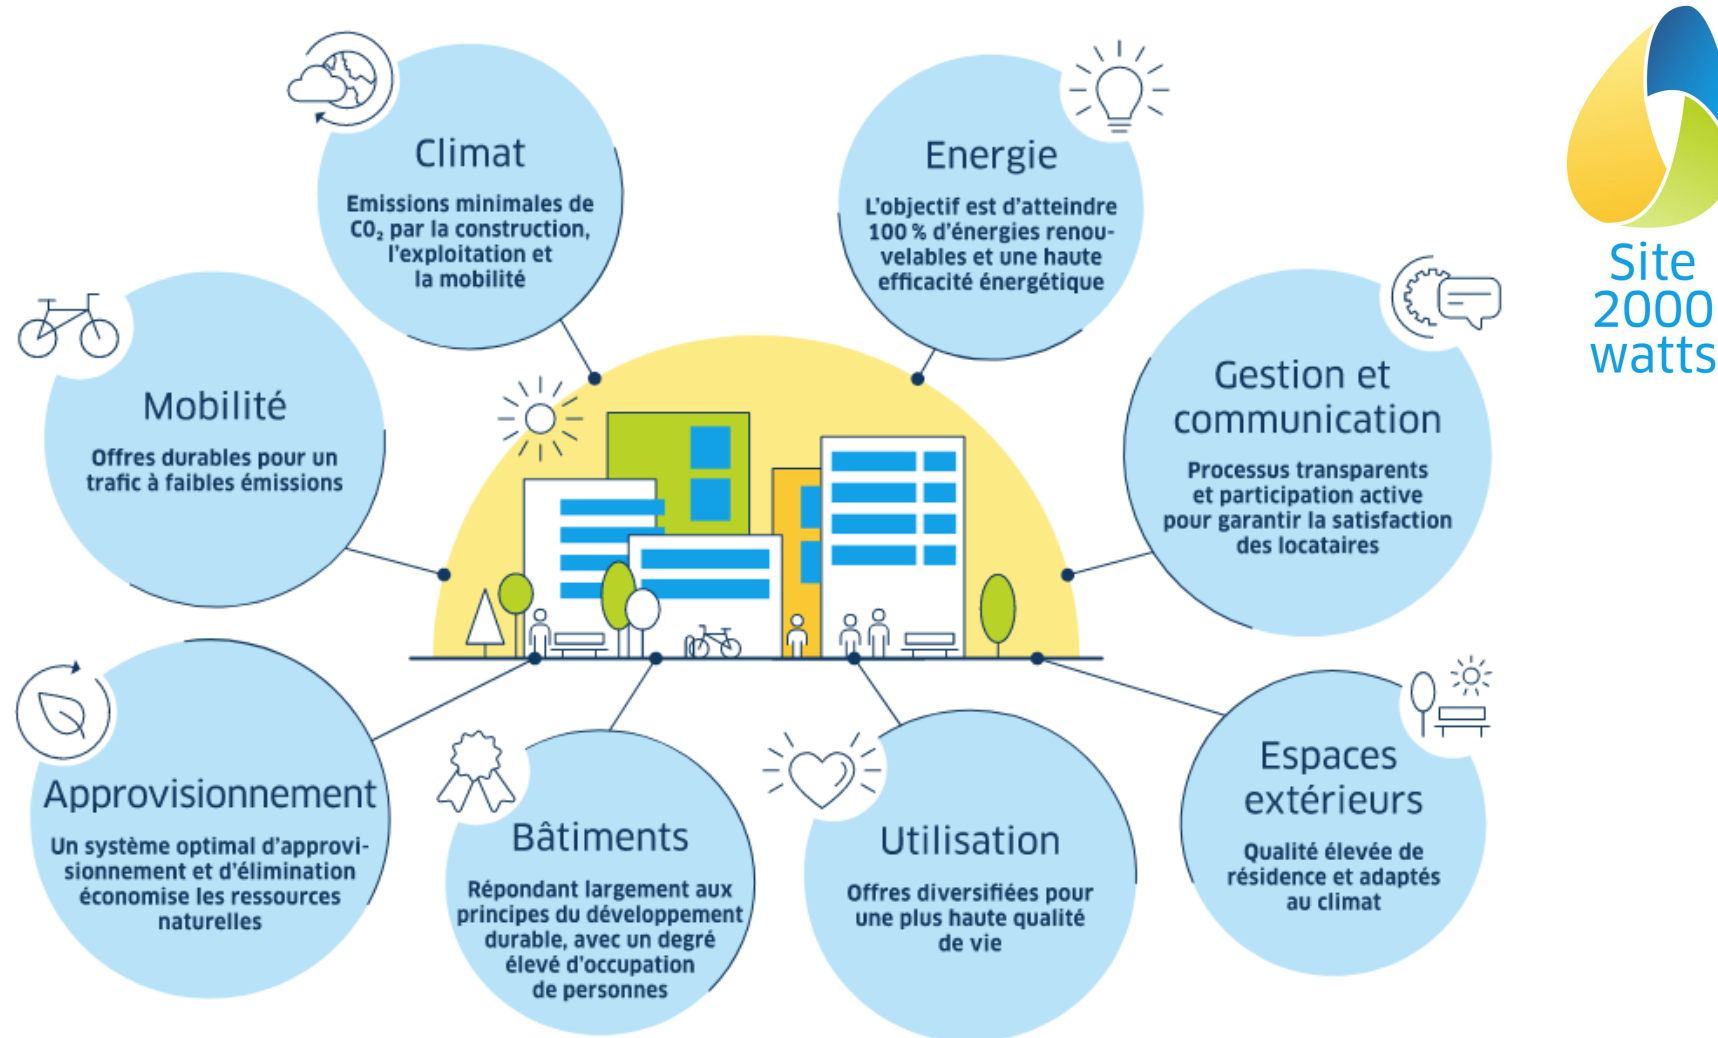 Climat
Emissions minimales de
CO₂ par la construction,
l'exploitation et
la mobilité
Energie
L'objectif est d'atteindre
100 % d'énergies renou-
velables et une haute
efficacité énergétique
Site
2000
watts
Mobilité
Offres durables pour un
trafic à faibles émissions
Gestion et
communication
Processus transparents
et participation active
pour garantir la satisfaction
des locataires
Approvisionnement
Un système optimal d'approvi-
sionnement et d'élimination
économise les ressources
naturelles
Bâtiments
Répondant largement aux
principes du développement
durable, avec un degré
élevé d'occupation
de personnes
Utilisation
Offres diversifiées pour
une plus haute qualité
de vie
Espaces
extérieurs
Qualité élevée de
résidence et adaptés
au climat